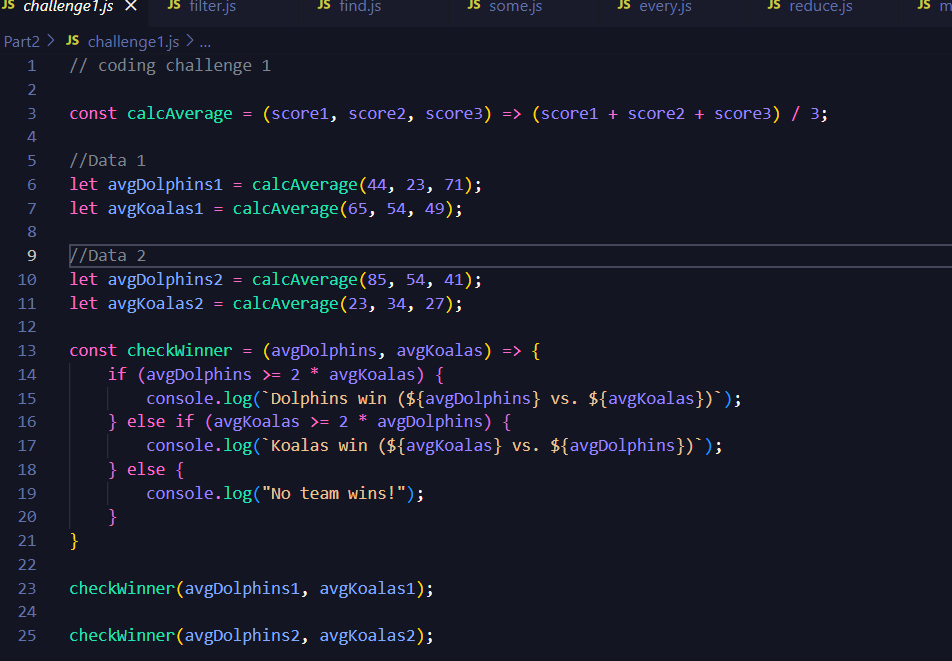 JS challenge1.js × JS filter.js JS find.js JS some.js JS every.js JS reduce.js JS
Part2 > JS challenge1.js > ...
1 // coding challenge 1
2
3 const calcAverage = (score1, score2, score3) => (score1 + score2 + score3) / 3;
4
5 //Data 1
6 let avgDolphins1 = calcAverage(44, 23, 71);
7 let avgKoalas1 = calcAverage(65, 54, 49);
8
9 //Data 2
10 let avgDolphins2 = calcAverage(85, 54, 41);
11 let avgKoalas2 = calcAverage(23, 34, 27);
12
13 const checkWinner = (avgDolphins, avgKoalas) => {
14 if (avgDolphins >= 2 * avgKoalas) {
15 console.log(`Dolphins win (${avgDolphins} vs. ${avgKoalas})`);
16 } else if (avgKoalas >= 2 * avgDolphins) {
17 console.log(`Koalas win (${avgKoalas} vs. ${avgDolphins})`);
18 } else {
19 console.log("No team wins!");
20 }
21 }
22
23 checkWinner(avgDolphins1, avgKoalas1);
24
25 checkWinner(avgDolphins2, avgKoalas2);